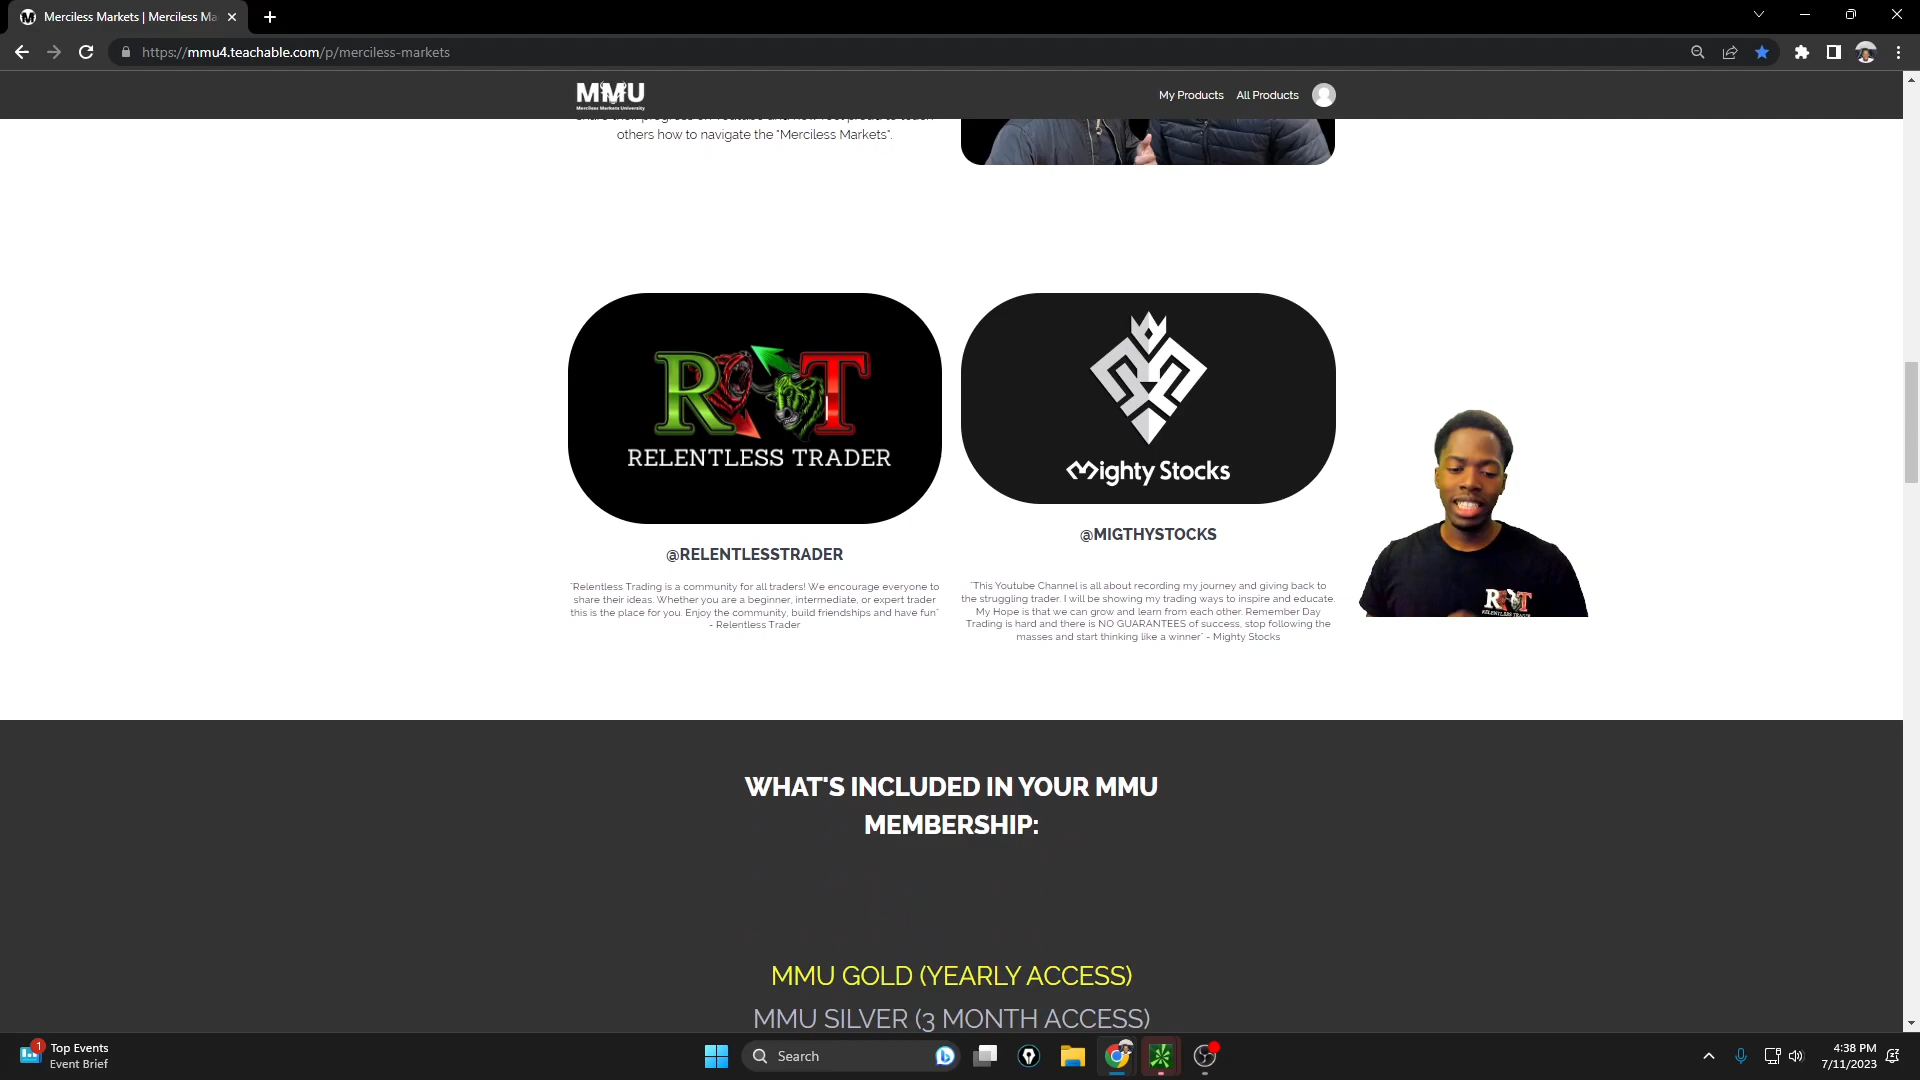 Merciless Markets | Merciless Ma
https://mmu4.teachable.com/p/merciless-markets
MMU
Merciless Markets University
My Products
All Products
others how to navigate the "Merciless Markets".
R T
RELENTLESS TRADER
Mighty Stocks
@RELENTLESSTRADER
"Relentless Trading is a community for all traders! We encourage everyone to
share their ideas. Whether you are a beginner, intermediate, or expert trader
this is the place for you. Enjoy the community, build friendships and have fun"
- Relentless Trader
@MIGTHYSTOCKS
"This Youtube Channel is all about recording my journey and giving back to
the struggling trader. I will be showing my trading ways to inspire and educate.
My Hope is that we can grow and learn from each other. Remember Day
Trading is hard and there is NO GUARANTEES of success, stop following the
masses and start thinking like a winner" - Mighty Stocks
R T
RELENTLESS TRADER
WHAT'S INCLUDED IN YOUR MMU
MEMBERSHIP:
MMU GOLD (YEARLY ACCESS)
MMU SILVER (3 MONTH ACCESS)
1
Top Events
Event Brief
Search
4:38 PM
7/11/2023